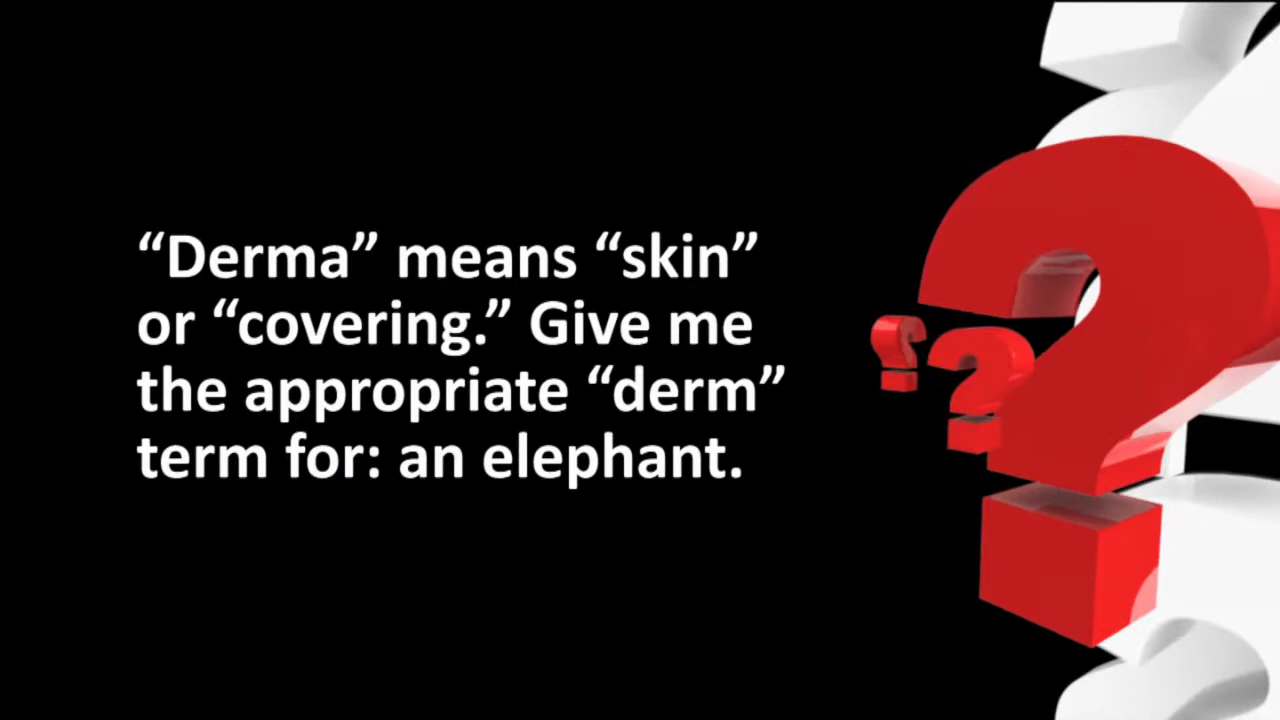 “Derma” means “skin”
or “covering.” Give me
the appropriate “derm”
term for: an elephant.